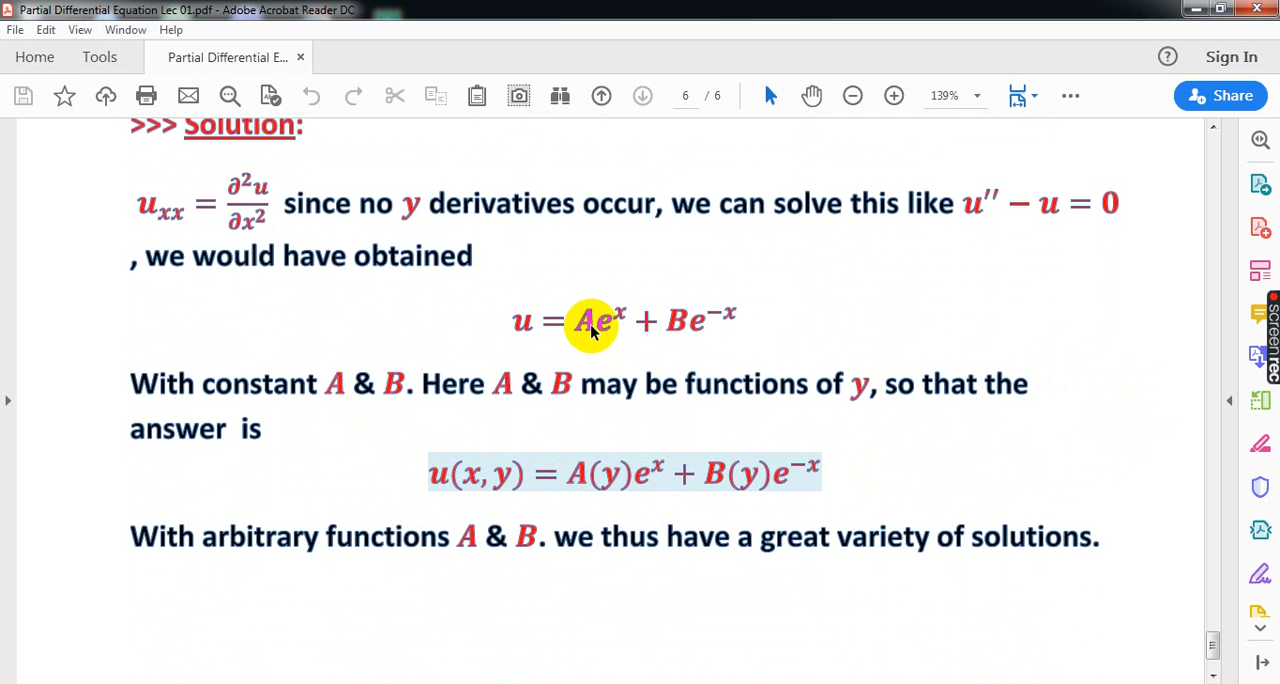 Partial Differential Equation Lec 01.pdf - Adobe Acrobat Reader DC
File Edit View Window Help
Home Tools Partial Differential E... ×
Sign In
6 / 6
139%
Share
>>> Solution:
u_xx = ∂²u/∂x² since no y derivatives occur, we can solve this like u″ − u = 0
, we would have obtained
u = Ae^x + Be^−x
With constant A & B. Here A & B may be functions of y, so that the
answer is
u(x, y) = A(y)e^x + B(y)e^−x
With arbitrary functions A & B. we thus have a great variety of solutions.
screenrec